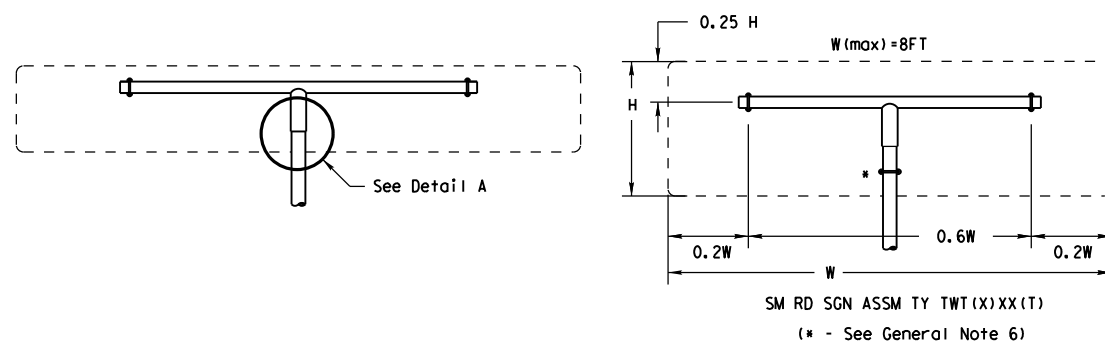 See Detail A
0.25 H
W(max)=8FT
H
*
0.2W
0.6W
0.2W
W
SM RD SGN ASSM TY TWT(X)XX(T)
(* - See General Note 6)